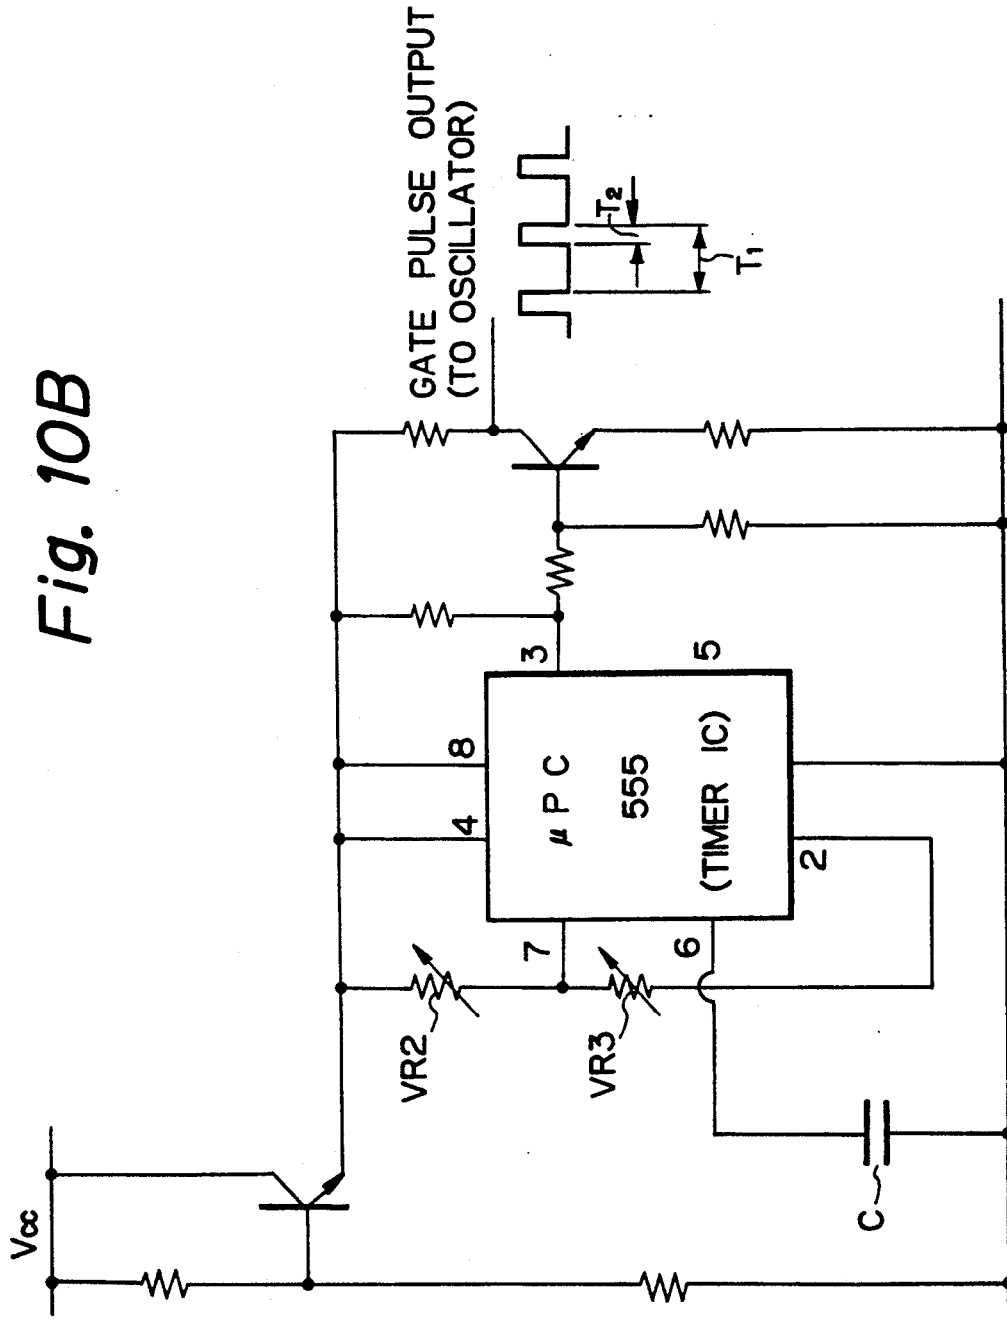 Fig. 10B
Vcc
GATE PULSE OUTPUT
(TO OSCILLATOR)
T2
T1
VR2
VR3
4
8
3
7
6
μPC
555
(TIMER IC)
5
2
C